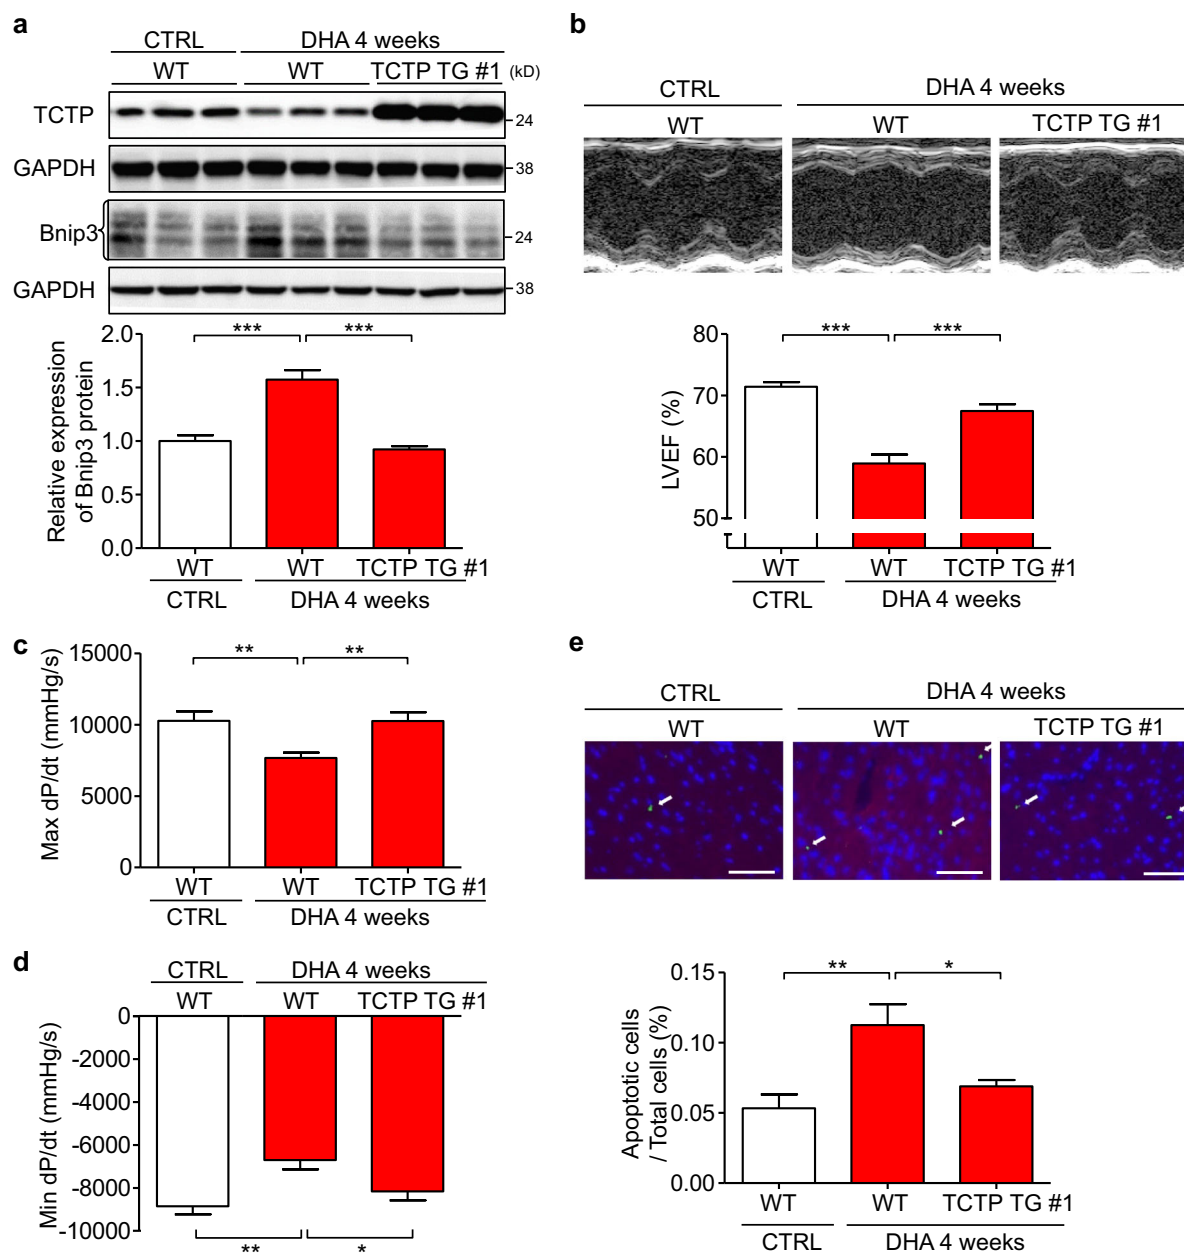 a
CTRL DHA 4 weeks
WT WT TCTP TG #1 (kD)
TCTP 24
GAPDH 38
Bnip3 24
GAPDH 38
*** ***
Relative expression
of Bnip3 protein
2.0
1.5
1.0
0.5
0.0
WT WT TCTP TG #1
CTRL DHA 4 weeks
b
CTRL DHA 4 weeks
WT WT TCTP TG #1
*** ***
LVEF (%)
80
70
60
50
WT WT TCTP TG #1
CTRL DHA 4 weeks
c
** **
Max dP/dt (mmHg/s)
15000
10000
5000
0
WT WT TCTP TG #1
CTRL DHA 4 weeks
d
CTRL DHA 4 weeks
WT WT TCTP TG #1
Min dP/dt (mmHg/s)
0
-2000
-4000
-6000
-8000
-10000
** *
e
CTRL DHA 4 weeks
WT WT TCTP TG #1
** *
Apoptotic cells
/ Total cells (%)
0.15
0.10
0.05
0.00
WT WT TCTP TG #1
CTRL DHA 4 weeks